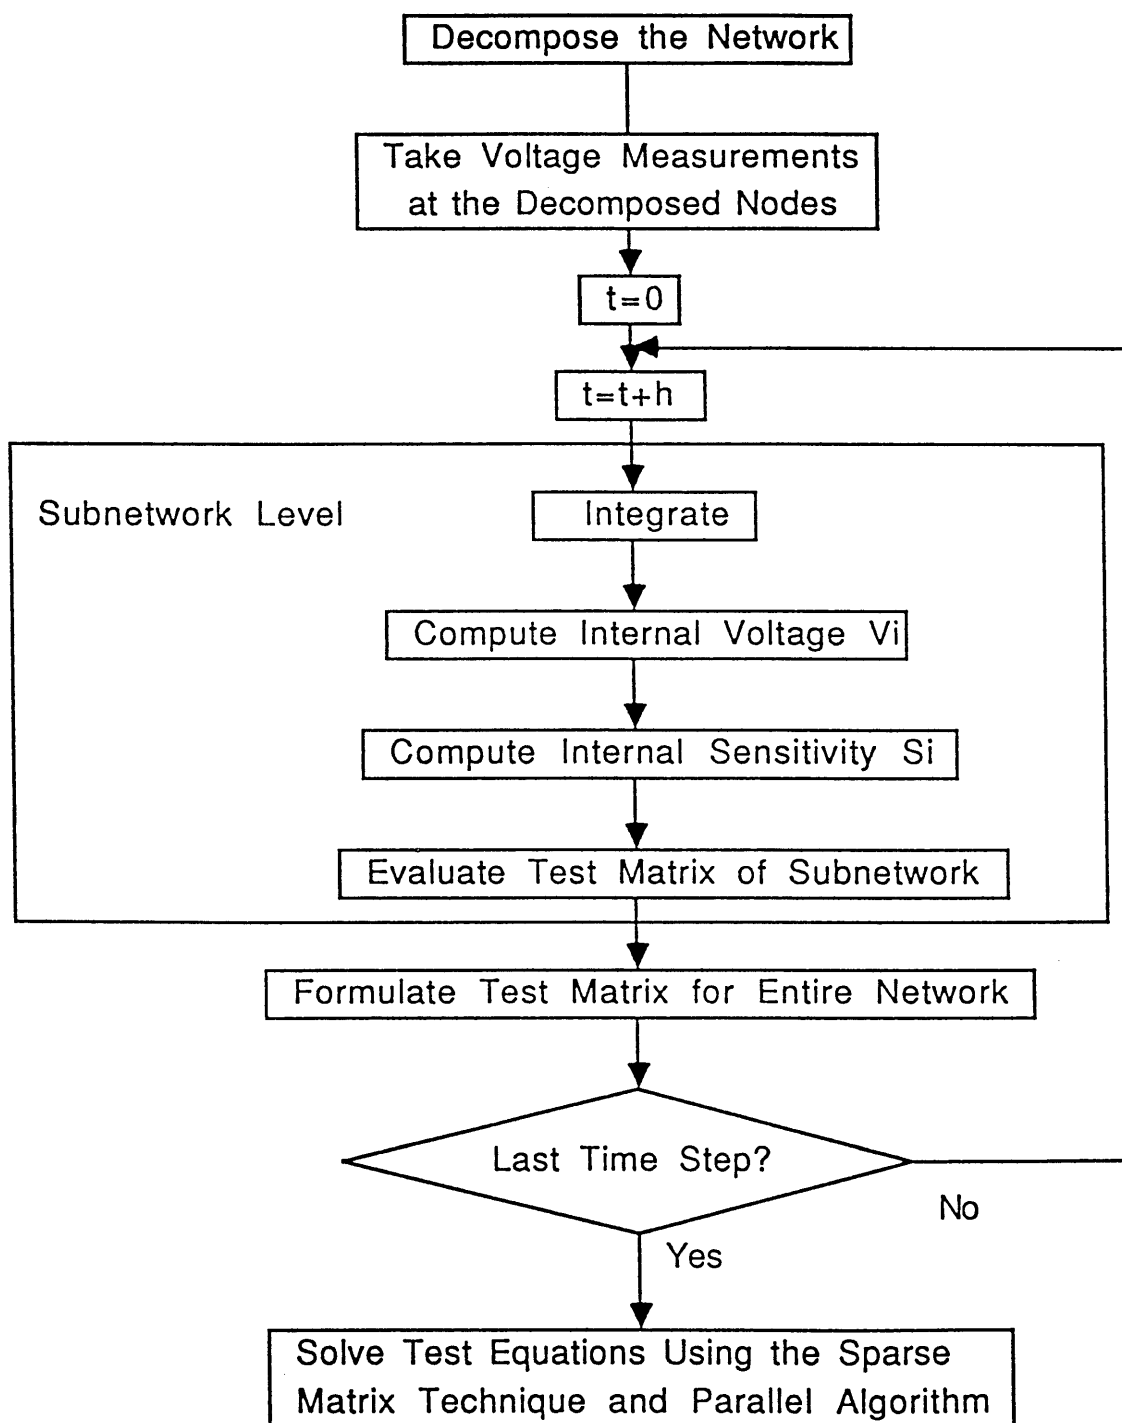 Decompose the Network
Take Voltage Measurements
at the Decomposed Nodes
t=0
t=t+h
Subnetwork Level
Integrate
Compute Internal Voltage Vi
Compute Internal Sensitivity Si
Evaluate Test Matrix of Subnetwork
Formulate Test Matrix for Entire Network
Last Time Step?
No
Yes
Solve Test Equations Using the Sparse
Matrix Technique and Parallel Algorithm